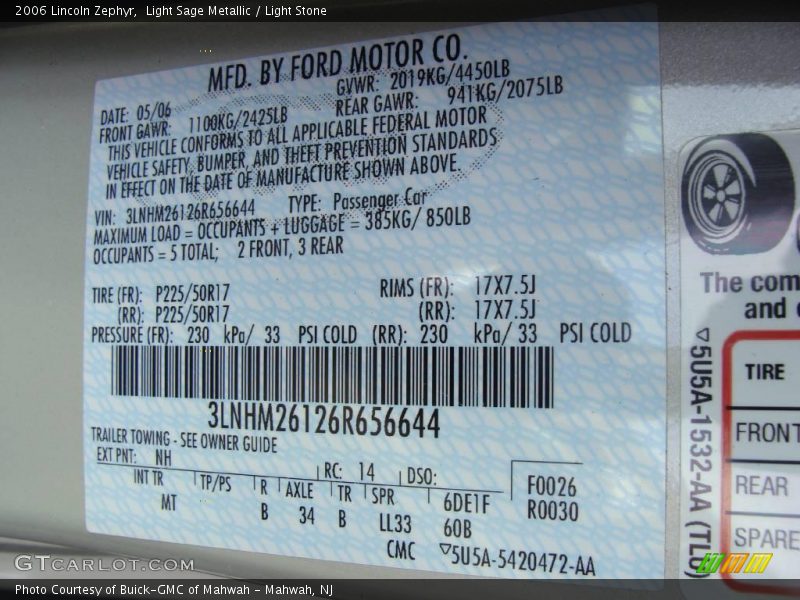 2006 Lincoln Zephyr, Light Sage Metallic / Light Stone
MFD. BY FORD MOTOR CO.
DATE: 05/06 GVWR: 2019KG/4450LB
FRONT GAWR: 1100KG/2425LB REAR GAWR: 941KG/2075LB
THIS VEHICLE CONFORMS TO ALL APPLICABLE FEDERAL MOTOR
VEHICLE SAFETY, BUMPER, AND THEFT PREVENTION STANDARDS
IN EFFECT ON THE DATE OF MANUFACTURE SHOWN ABOVE.
VIN: 3LNHM26126R656644 TYPE: Passenger Car
MAXIMUM LOAD = OCCUPANTS + LUGGAGE = 385KG/ 850LB
OCCUPANTS = 5 TOTAL; 2 FRONT, 3 REAR
TIRE (FR): P225/50R17 RIMS (FR): 17X7.5J
(RR): P225/50R17 (RR): 17X7.5J
PRESSURE (FR): 230 kPa/ 33 PSI COLD (RR): 230 kPa/ 33 PSI COLD
3LNHM26126R656644
TRAILER TOWING - SEE OWNER GUIDE
EXT PNT: NH RC: 14 DSO:
INT TR TP/PS R AXLE TR SPR 6DE1F F0026
MT B 34 B LL33 60B R0030
CMC ▽5U5A-5420472-AA
The com
and
▽5U5A-1532-AA (TLU)
TIRE
FRONT
REAR
SPARE
GTCARLOT.COM
Photo Courtesy of Buick-GMC of Mahwah - Mahwah, NJ